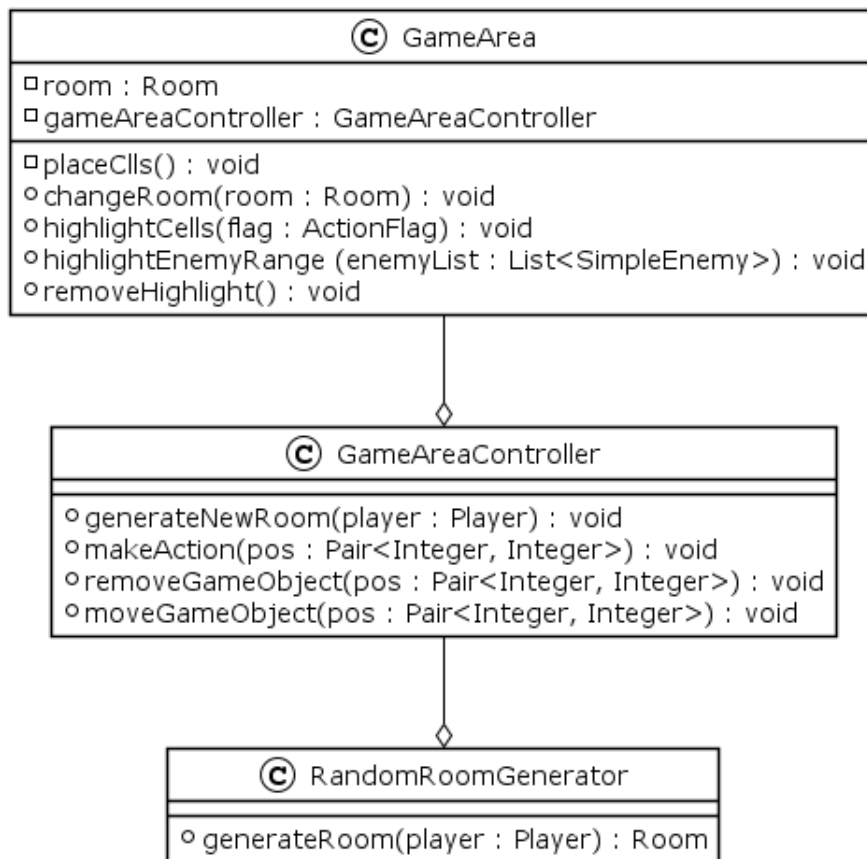 C GameArea
room : Room
gameAreaController : GameAreaController
placeClls() : void
changeRoom(room : Room) : void
highlightCells(flag : ActionFlag) : void
highlightEnemyRange (enemyList : List<SimpleEnemy>) : void
removeHighlight() : void
C GameAreaController
generateNewRoom(player : Player) : void
makeAction(pos : Pair<Integer, Integer>) : void
removeGameObject(pos : Pair<Integer, Integer>) : void
moveGameObject(pos : Pair<Integer, Integer>) : void
C RandomRoomGenerator
generateRoom(player : Player) : Room